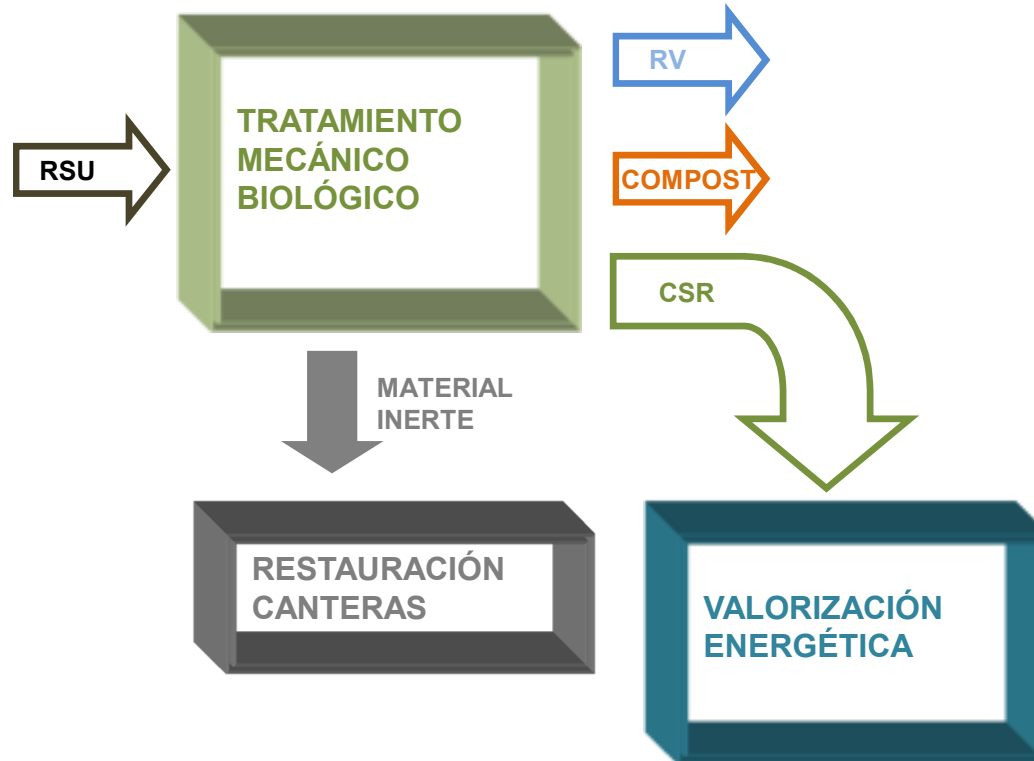 RV
TRATAMIENTO
MECÁNICO
BIOLÓGICO
RSU
COMPOST
CSR
MATERIAL
INERTE
RESTAURACIÓN
CANTERAS
VALORIZACIÓN
ENERGÉTICA